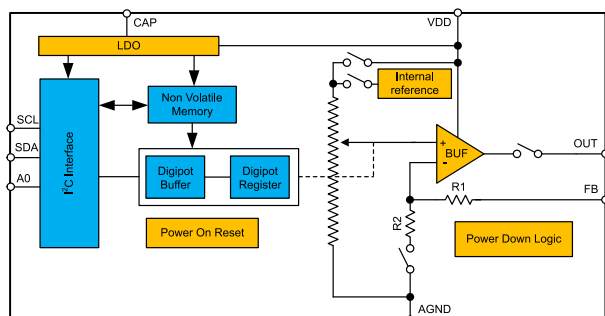 CAP
VDD
LDO
Internal
reference
Non Volatile
Memory
SCL
SDA
A0
I²C Interface
Digipot
Buffer
Digipot
Register
+
-
BUF
OUT
FB
R1
R2
Power On Reset
Power Down Logic
AGND